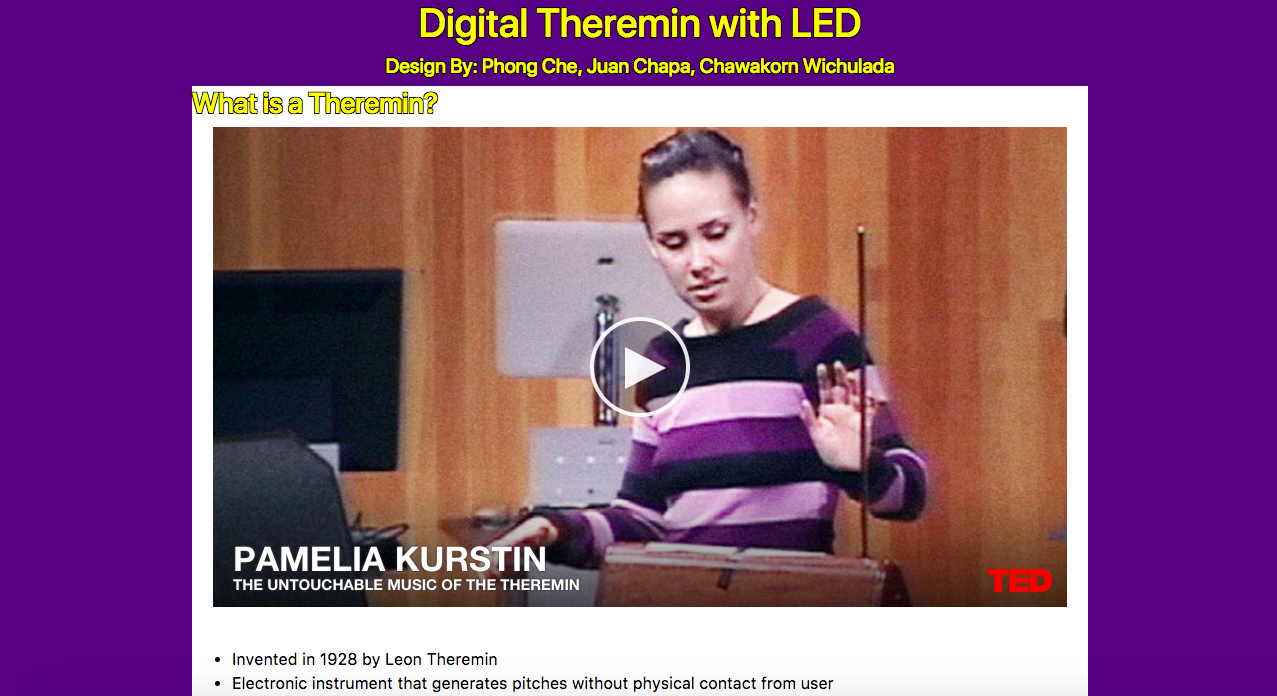 Digital Theremin with LED
Design By: Phong Che, Juan Chapa, Chawakorn Wichulada
What is a Theremin?
PAMELIA KURSTIN
THE UNTOUCHABLE MUSIC OF THE THEREMIN
TED
• Invented in 1928 by Leon Theremin
• Electronic instrument that generates pitches without physical contact from user